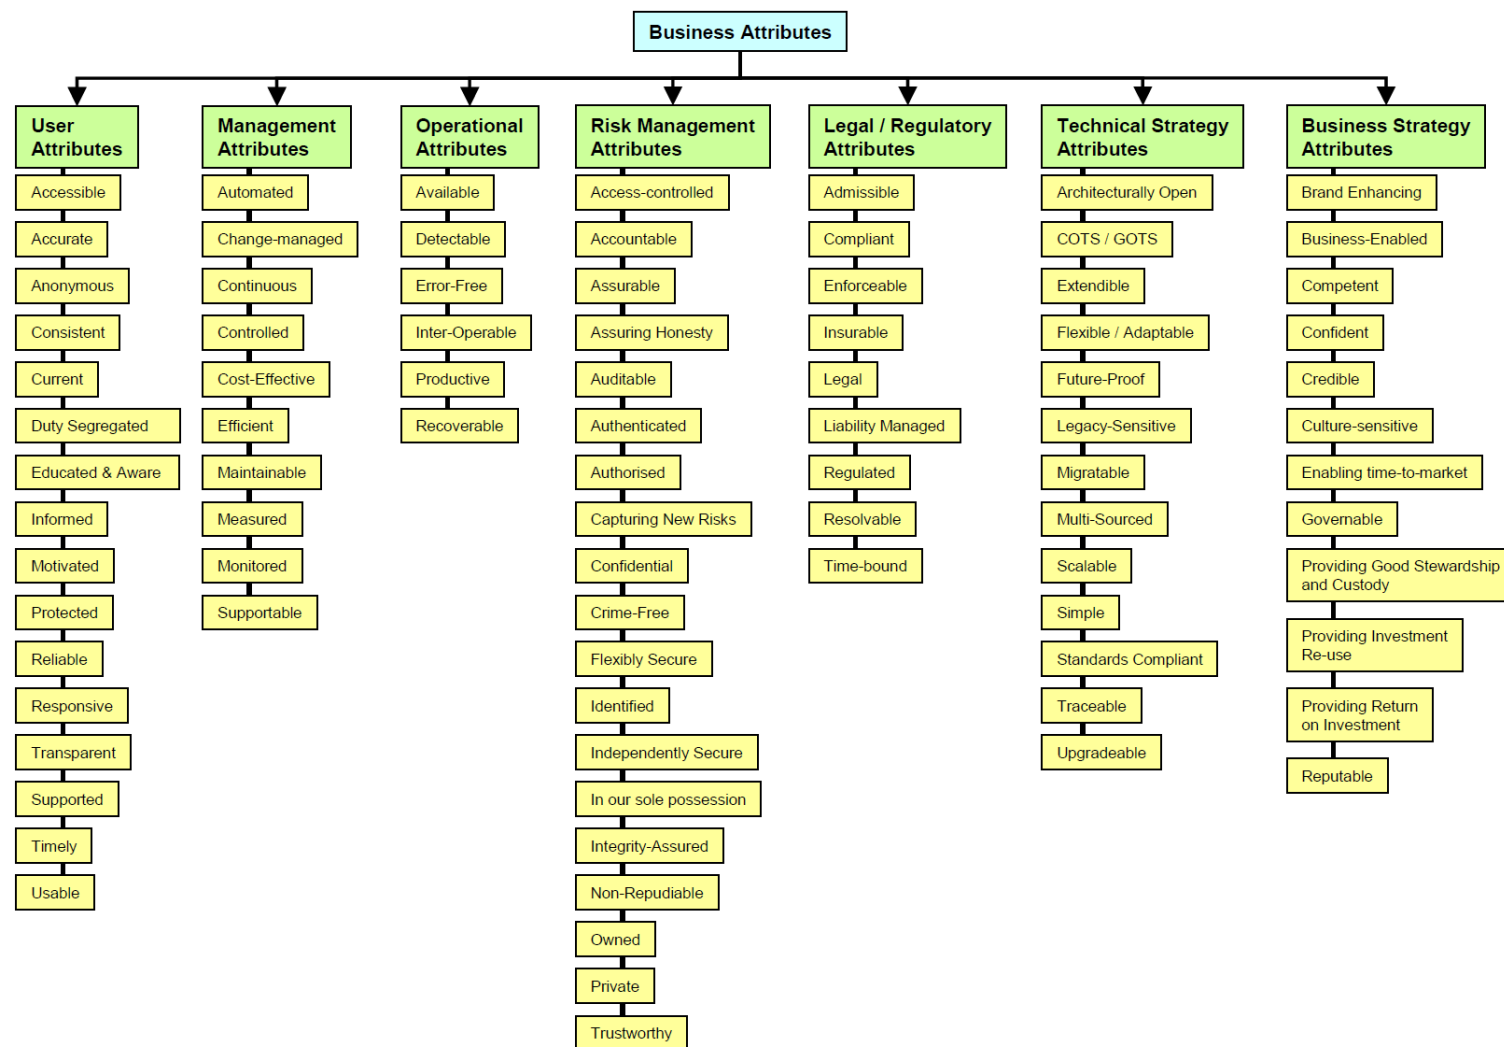 Business Attributes
User
Attributes
Accessible
Accurate
Anonymous
Consistent
Current
Duty Segregated
Educated & Aware
Informed
Motivated
Protected
Reliable
Responsive
Transparent
Supported
Timely
Usable
Management
Attributes
Automated
Change-managed
Continuous
Controlled
Cost-Effective
Efficient
Maintainable
Measured
Monitored
Supportable
Operational
Attributes
Available
Detectable
Error-Free
Inter-Operable
Productive
Recoverable
Risk Management
Attributes
Access-controlled
Accountable
Assurable
Assuring Honesty
Auditable
Authenticated
Authorised
Capturing New Risks
Confidential
Crime-Free
Flexibly Secure
Identified
Independently Secure
In our sole possession
Integrity-Assured
Non-Repudiable
Owned
Private
Trustworthy
Legal / Regulatory
Attributes
Admissible
Compliant
Enforceable
Insurable
Legal
Liability Managed
Regulated
Resolvable
Time-bound
Technical Strategy
Attributes
Architecturally Open
COTS / GOTS
Extendible
Flexible / Adaptable
Future-Proof
Legacy-Sensitive
Migratable
Multi-Sourced
Scalable
Simple
Standards Compliant
Traceable
Upgradeable
Business Strategy
Attributes
Brand Enhancing
Business-Enabled
Competent
Confident
Credible
Culture-sensitive
Enabling time-to-market
Governable
Providing Good Stewardship
and Custody
Providing Investment
Re-use
Providing Return
on Investment
Reputable